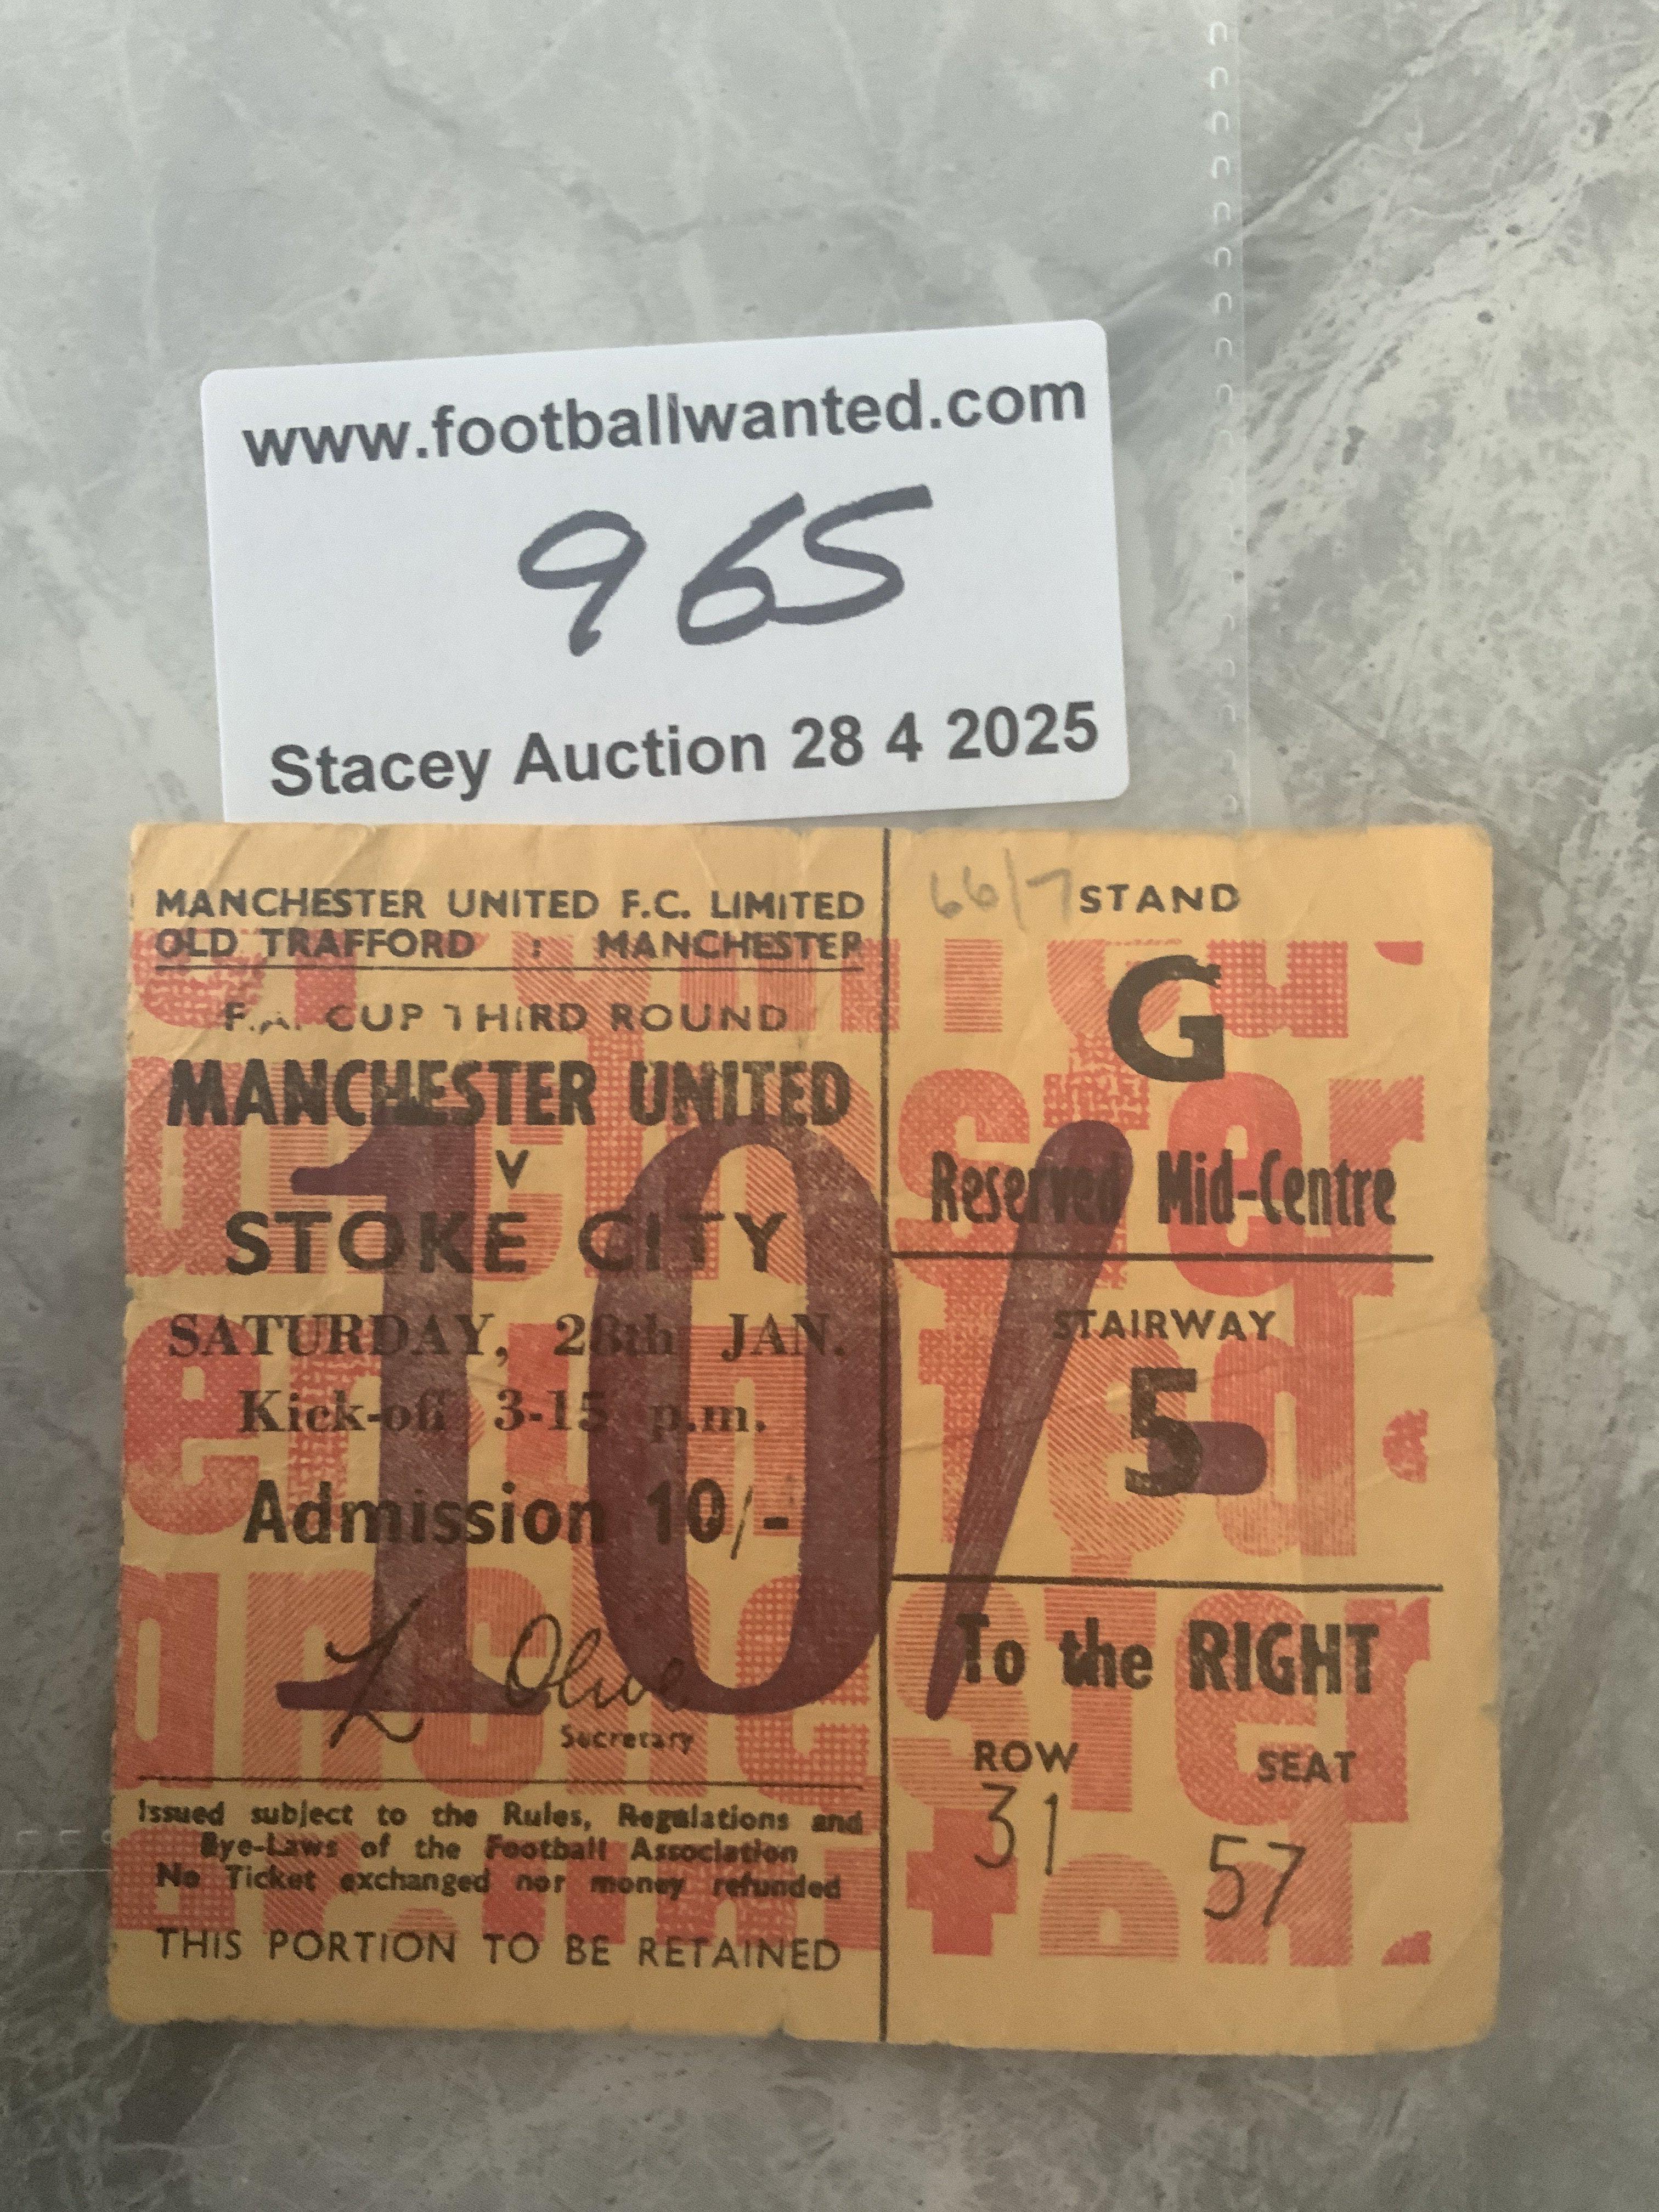 www.footballwanted.com
965
Stacey Auction 28 4 2025
MANCHESTER UNITED F.C. LIMITED
OLD TRAFFORD : MANCHESTER
F.A. CUP THIRD ROUND
MANCHESTER UNITED
v
STOKE CITY
SATURDAY, 28th JAN.
Kick-off 3-15 p.m.
Admission 10/-
10/-
L Olive
Secretary
Issued subject to the Rules, Regulations and
Bye-Laws of the Football Association
No Ticket exchanged nor money refunded
THIS PORTION TO BE RETAINED
66/7 STAND
G
Reserved Mid-Centre
STAIRWAY
5
To the RIGHT
ROW SEAT
31 57